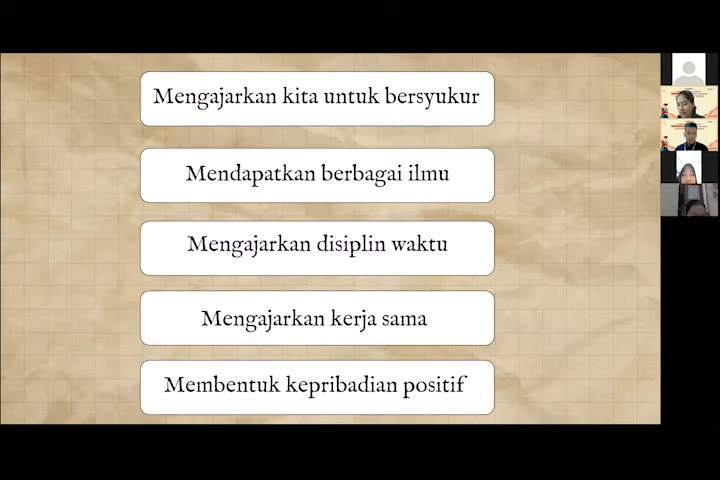 Mengajarkan kita untuk bersyukur
Mendapatkan berbagai ilmu
Mengajarkan disiplin waktu
Mengajarkan kerja sama
Membentuk kepribadian positif